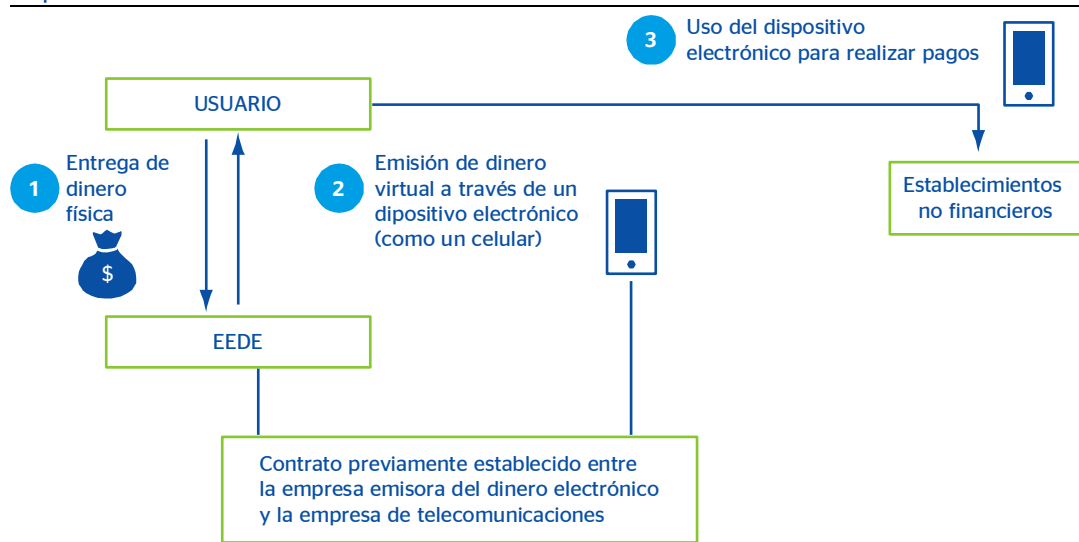 3
Uso del dispositivo
electrónico para realizar pagos
USUARIO
1
Entrega de
dinero
física
$
2
Emisión de dinero
virtual a través de un
dipositivo electrónico
(como un celular)
Establecimientos
no financieros
EEDE
Contrato previamente establecido entre
la empresa emisora del dinero electrónico
y la empresa de telecomunicaciones